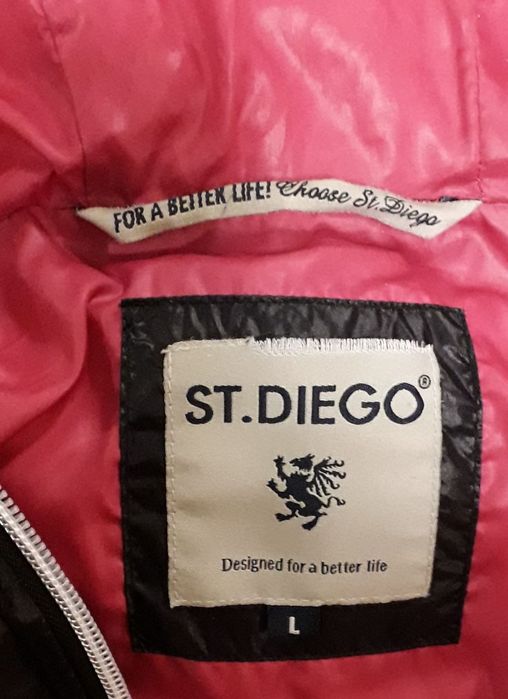 FOR A BETTER LIFE! Choose St. Diego
ST.DIEGO®
Designed for a better life
L